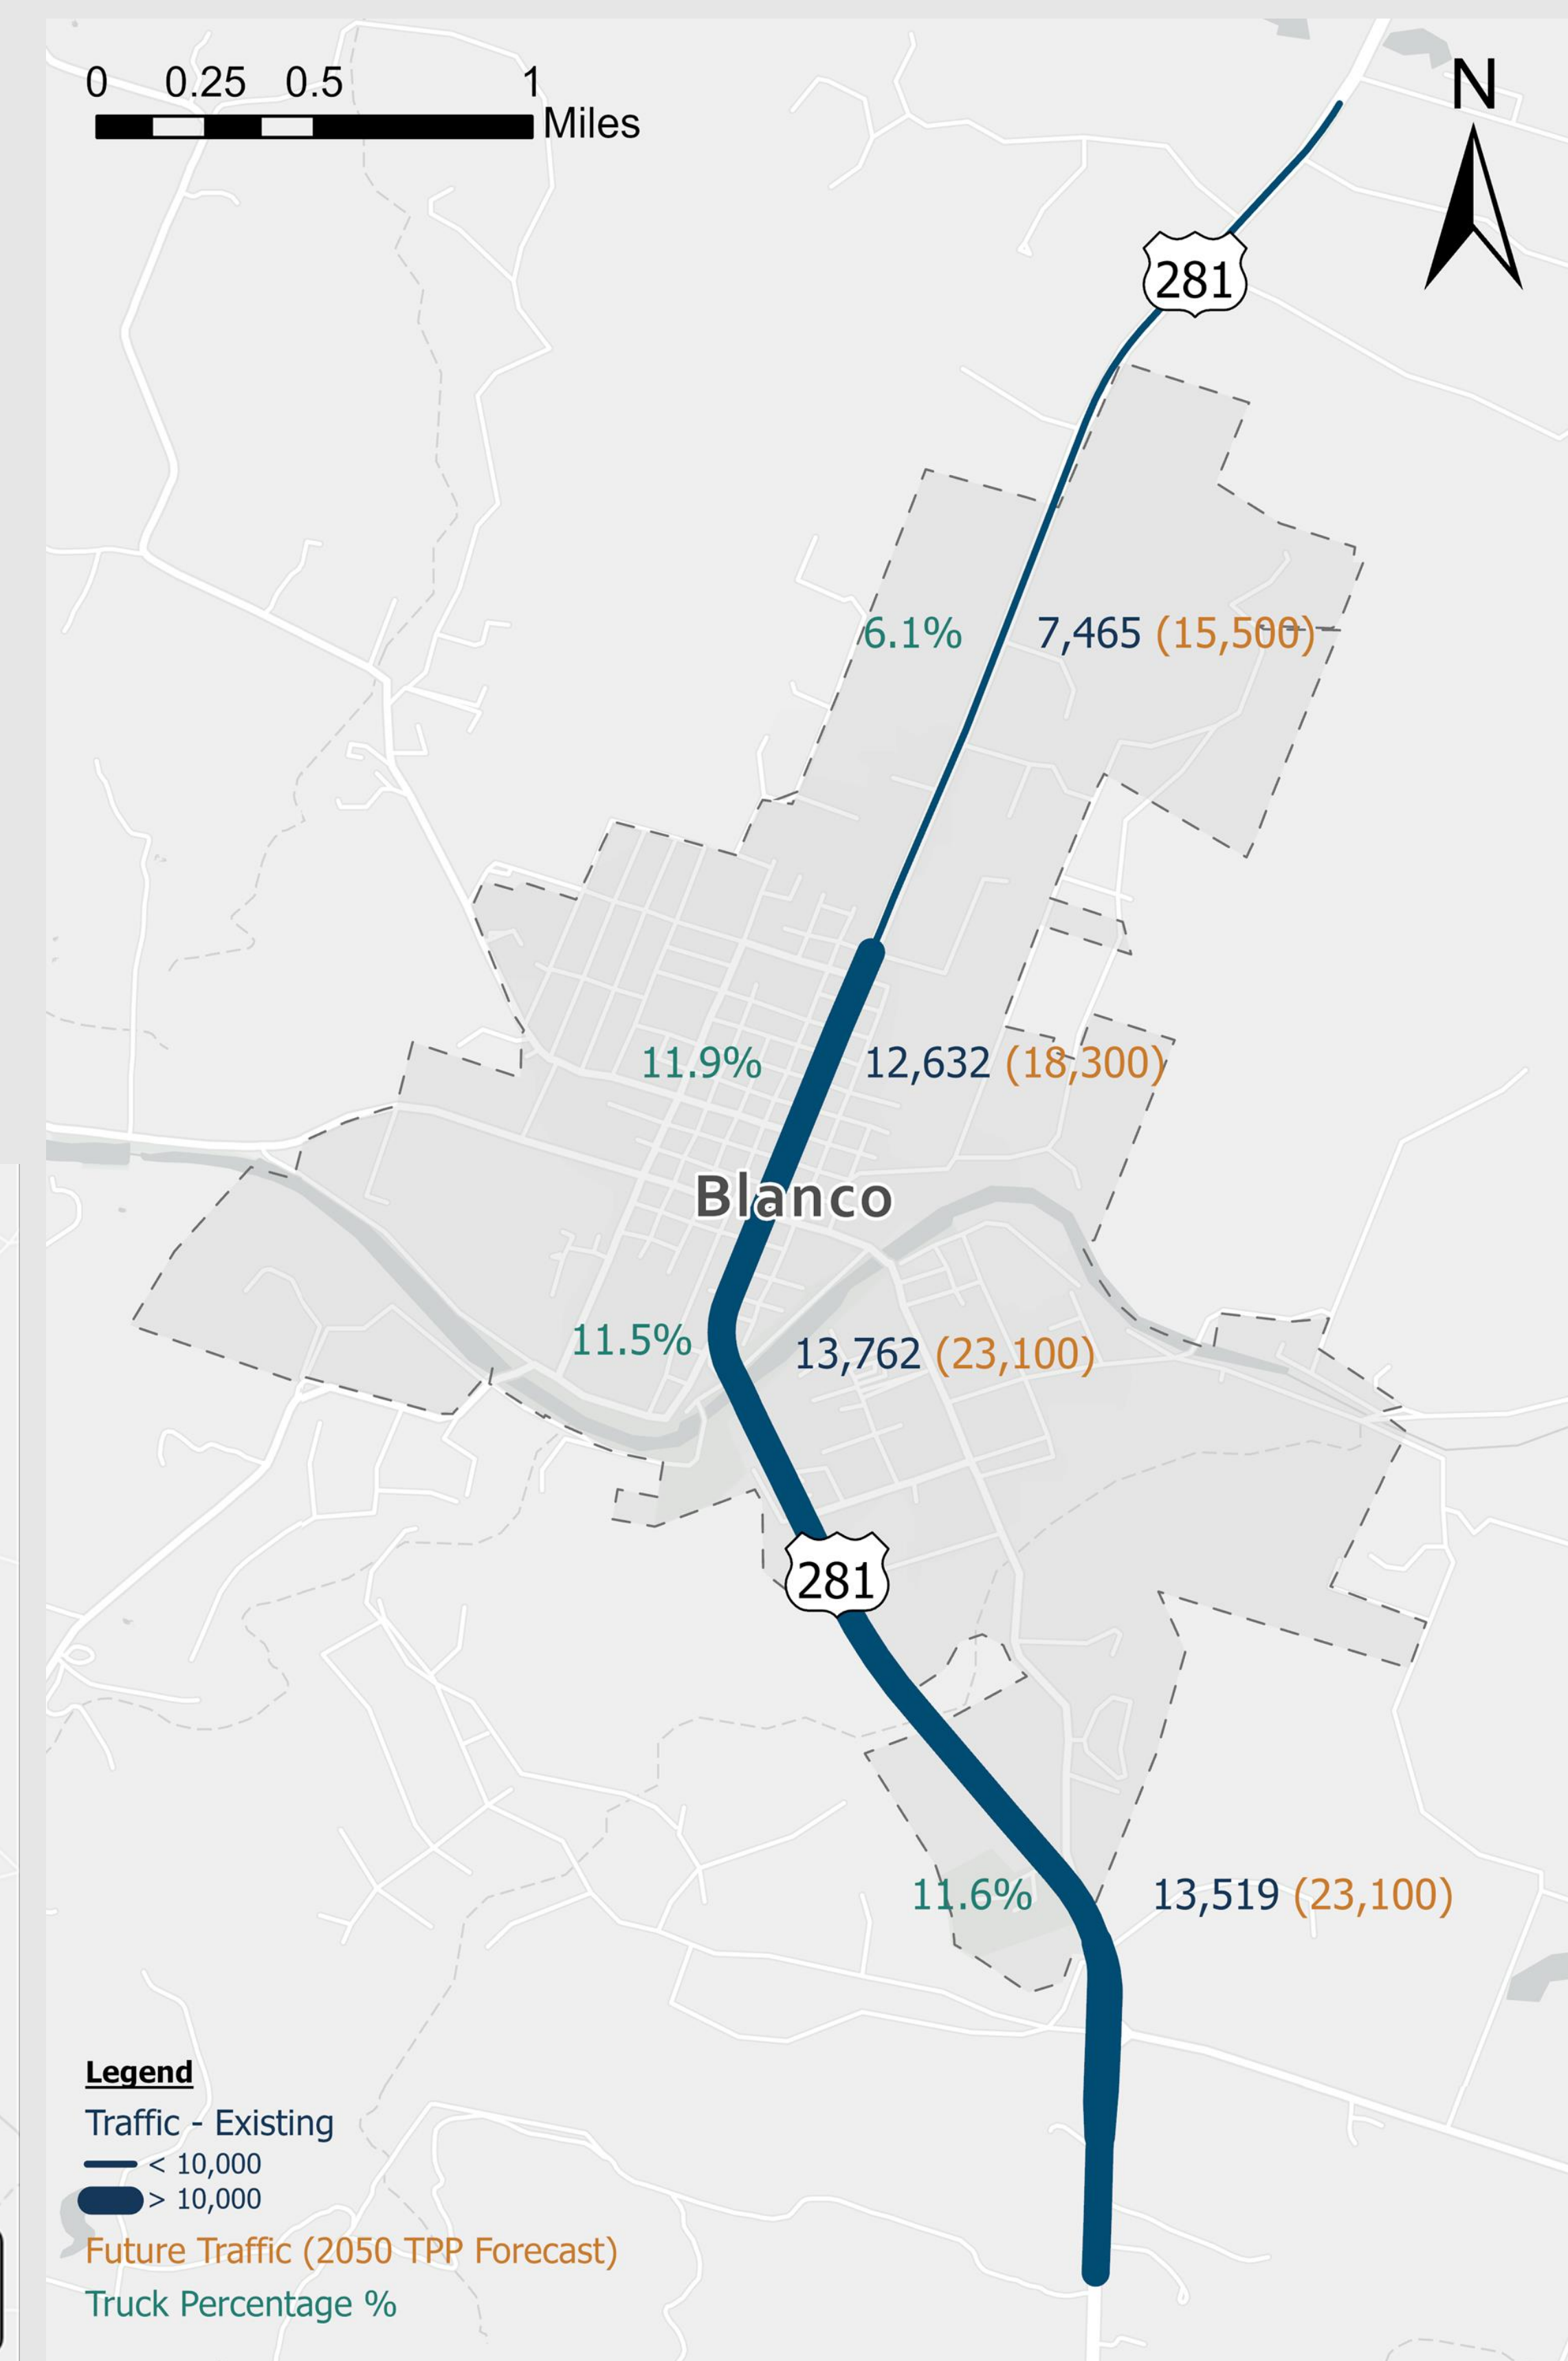 0 0.25 0.5 1
Miles
N
281
6.1% 7,465 (15,500)
11.9% 12,632 (18,300)
Blanco
11.5% 13,762 (23,100)
281
11.6% 13,519 (23,100)
Legend
Traffic - Existing
< 10,000
> 10,000
Future Traffic (2050 TPP Forecast)
Truck Percentage %